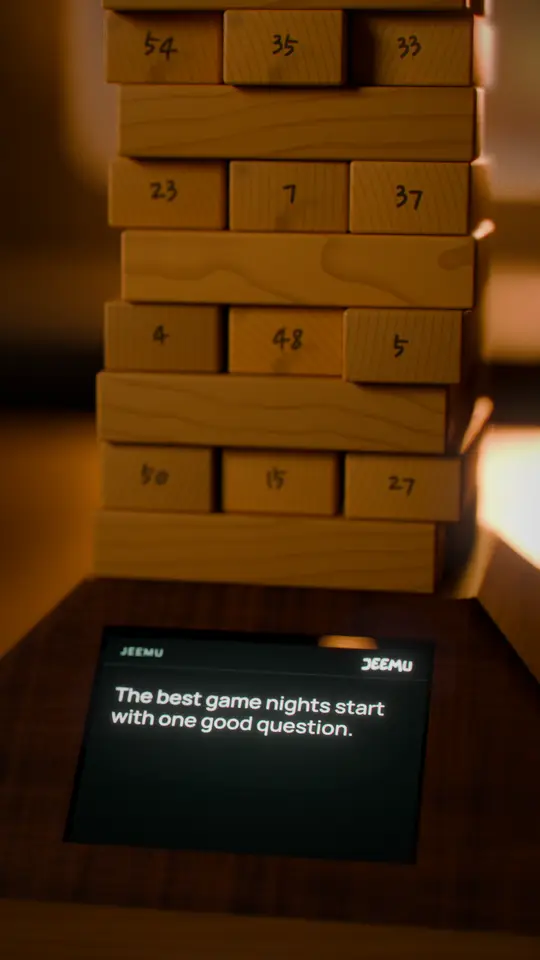 54 35 33
23 7 37
4 48 5
50 15 27
JEEMU JEEMU
The best game nights start
with one good question.